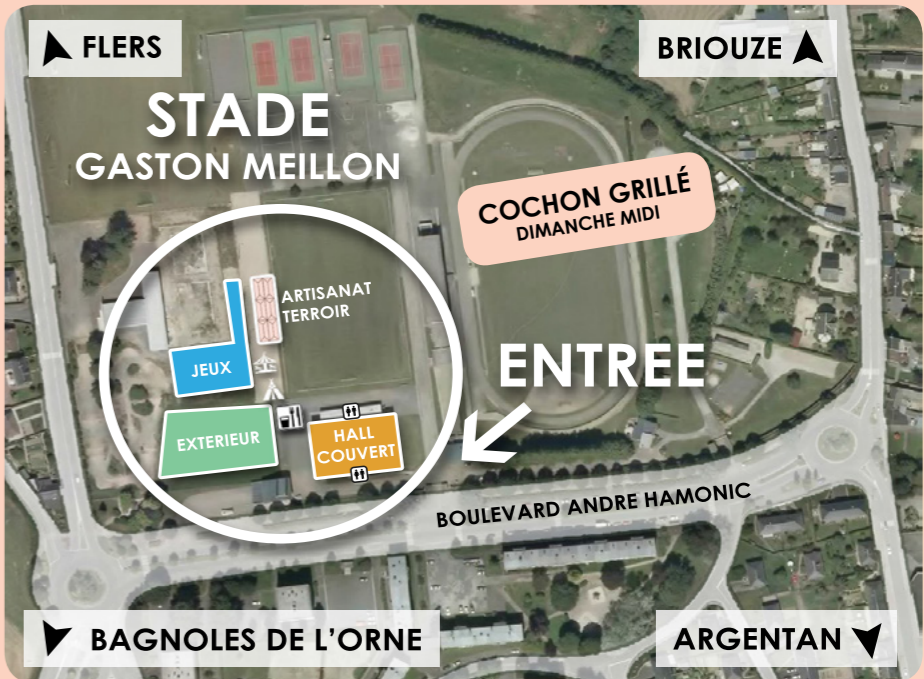 FLERS
BRIOUZE
STADE
GASTON MEILLON
COCHON GRILLÉ
DIMANCHE MIDI
ARTISANAT
TERROIR
JEUX
ENTREE
EXTERIEUR
HALL
COUVERT
BOULEVARD ANDRE HAMONIC
BAGNOLES DE L'ORNE
ARGENTAN